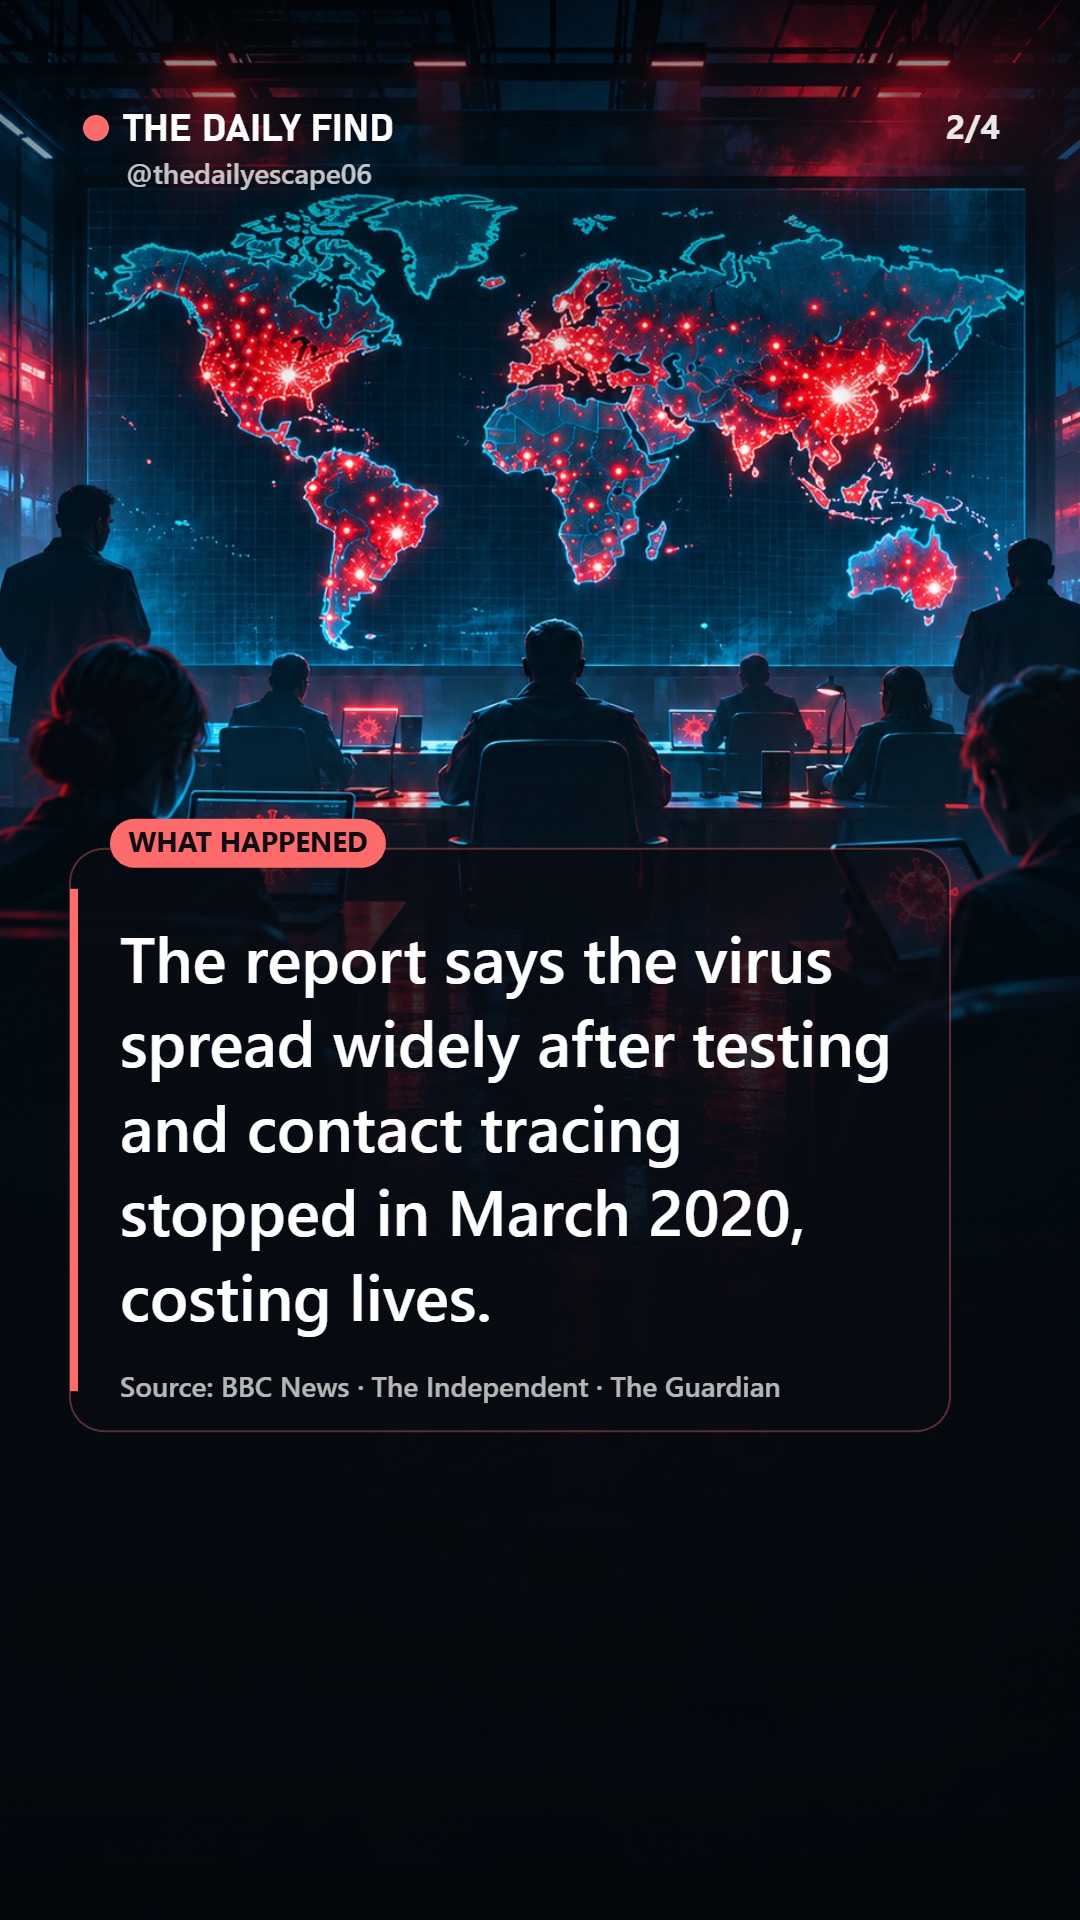 THE DAILY FIND
2/4
@thedailyescape06
WHAT HAPPENED
The report says the virus
spread widely after testing
and contact tracing
stopped in March 2020,
costing lives.
Source: BBC News · The Independent · The Guardian